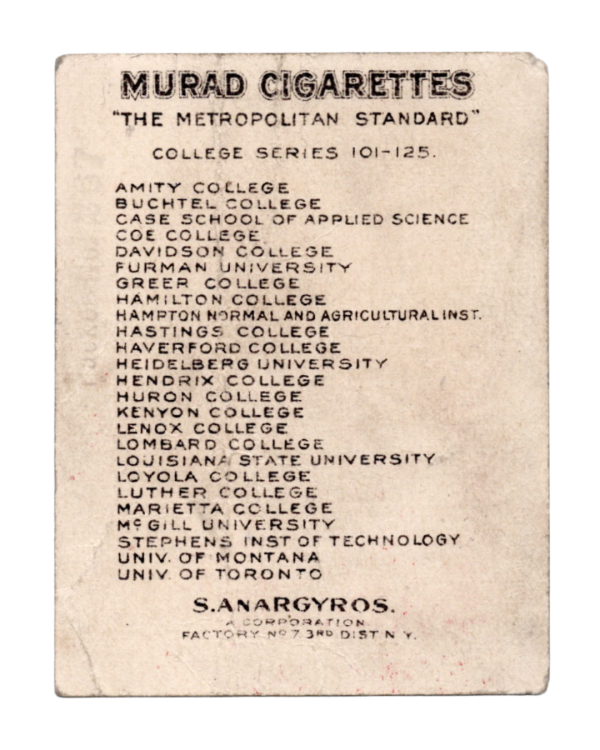 MURAD CIGARETTES
"THE METROPOLITAN STANDARD"
COLLEGE SERIES 101-125.
AMITY COLLEGE
BUCHTEL COLLEGE
CASE SCHOOL OF APPLIED SCIENCE
COE COLLEGE
DAVIDSON COLLEGE
FURMAN UNIVERSITY
GREER COLLEGE
HAMILTON COLLEGE
HAMPTON NORMAL AND AGRICULTURAL INST.
HASTINGS COLLEGE
HAVERFORD COLLEGE
HEIDELBERG UNIVERSITY
HENDRIX COLLEGE
HURON COLLEGE
KENYON COLLEGE
LENOX COLLEGE
LOMBARD COLLEGE
LOUISIANA STATE UNIVERSITY
LOYOLA COLLEGE
LUTHER COLLEGE
MARIETTA COLLEGE
McGILL UNIVERSITY
STEPHENS INST OF TECHNOLOGY
UNIV. OF MONTANA
UNIV. OF TORONTO
S.ANARGYROS.
A CORPORATION
FACTORY No 7 3RD DIST N.Y.